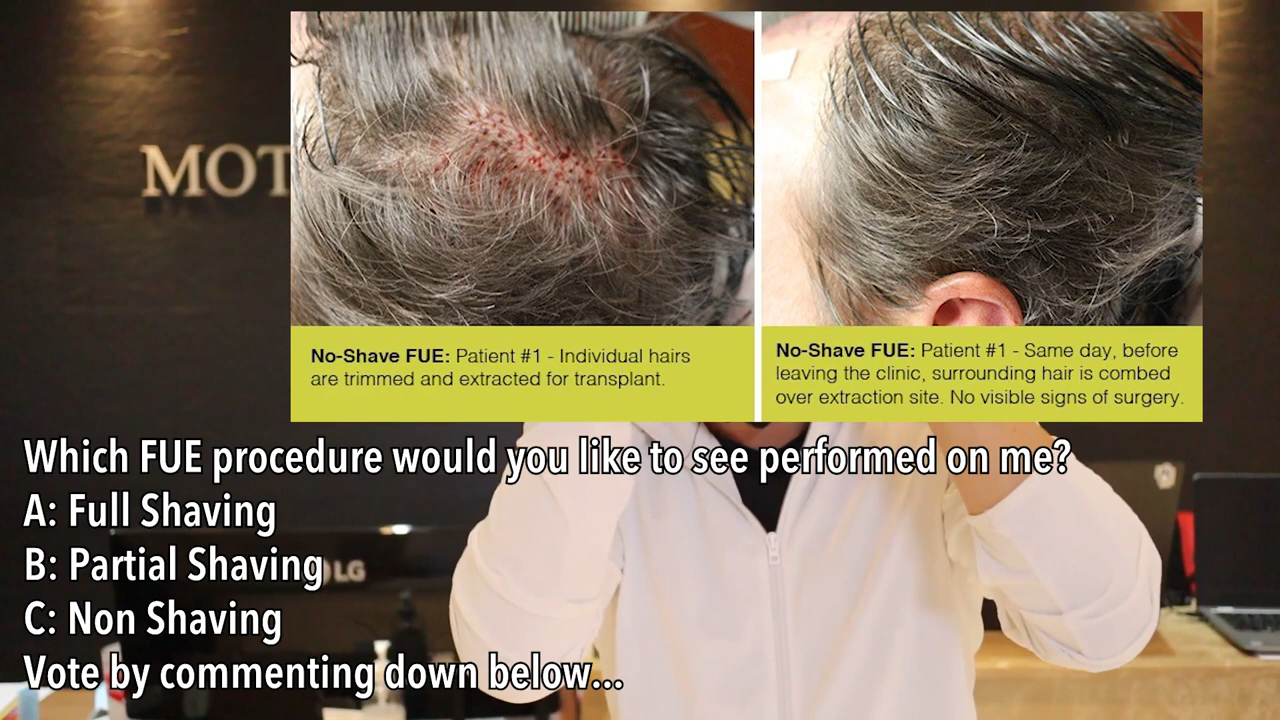 MOT
No-Shave FUE: Patient #1 - Individual hairs
are trimmed and extracted for transplant.
No-Shave FUE: Patient #1 - Same day, before
leaving the clinic, surrounding hair is combed
over extraction site. No visible signs of surgery.
Which FUE procedure would you like to see performed on me?
A: Full Shaving
B: Partial Shaving
LG
C: Non Shaving
Vote by commenting down below...